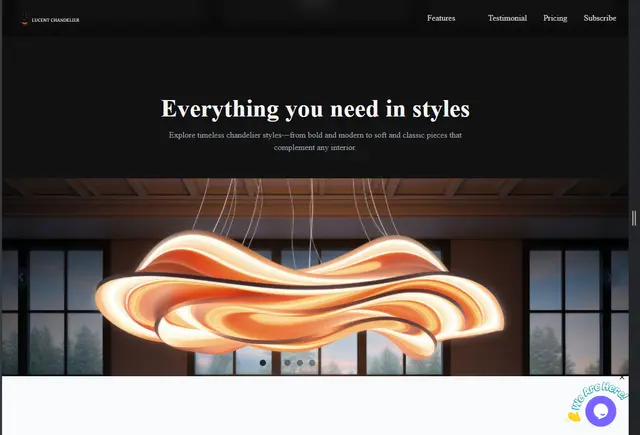 LUCENT CHANDELIER
Features
Testimonial
Pricing
Subscribe
Everything you need in styles
Explore timeless chandelier styles—from bold and modern to soft and classic pieces that
complement any interior.
We Are Here!